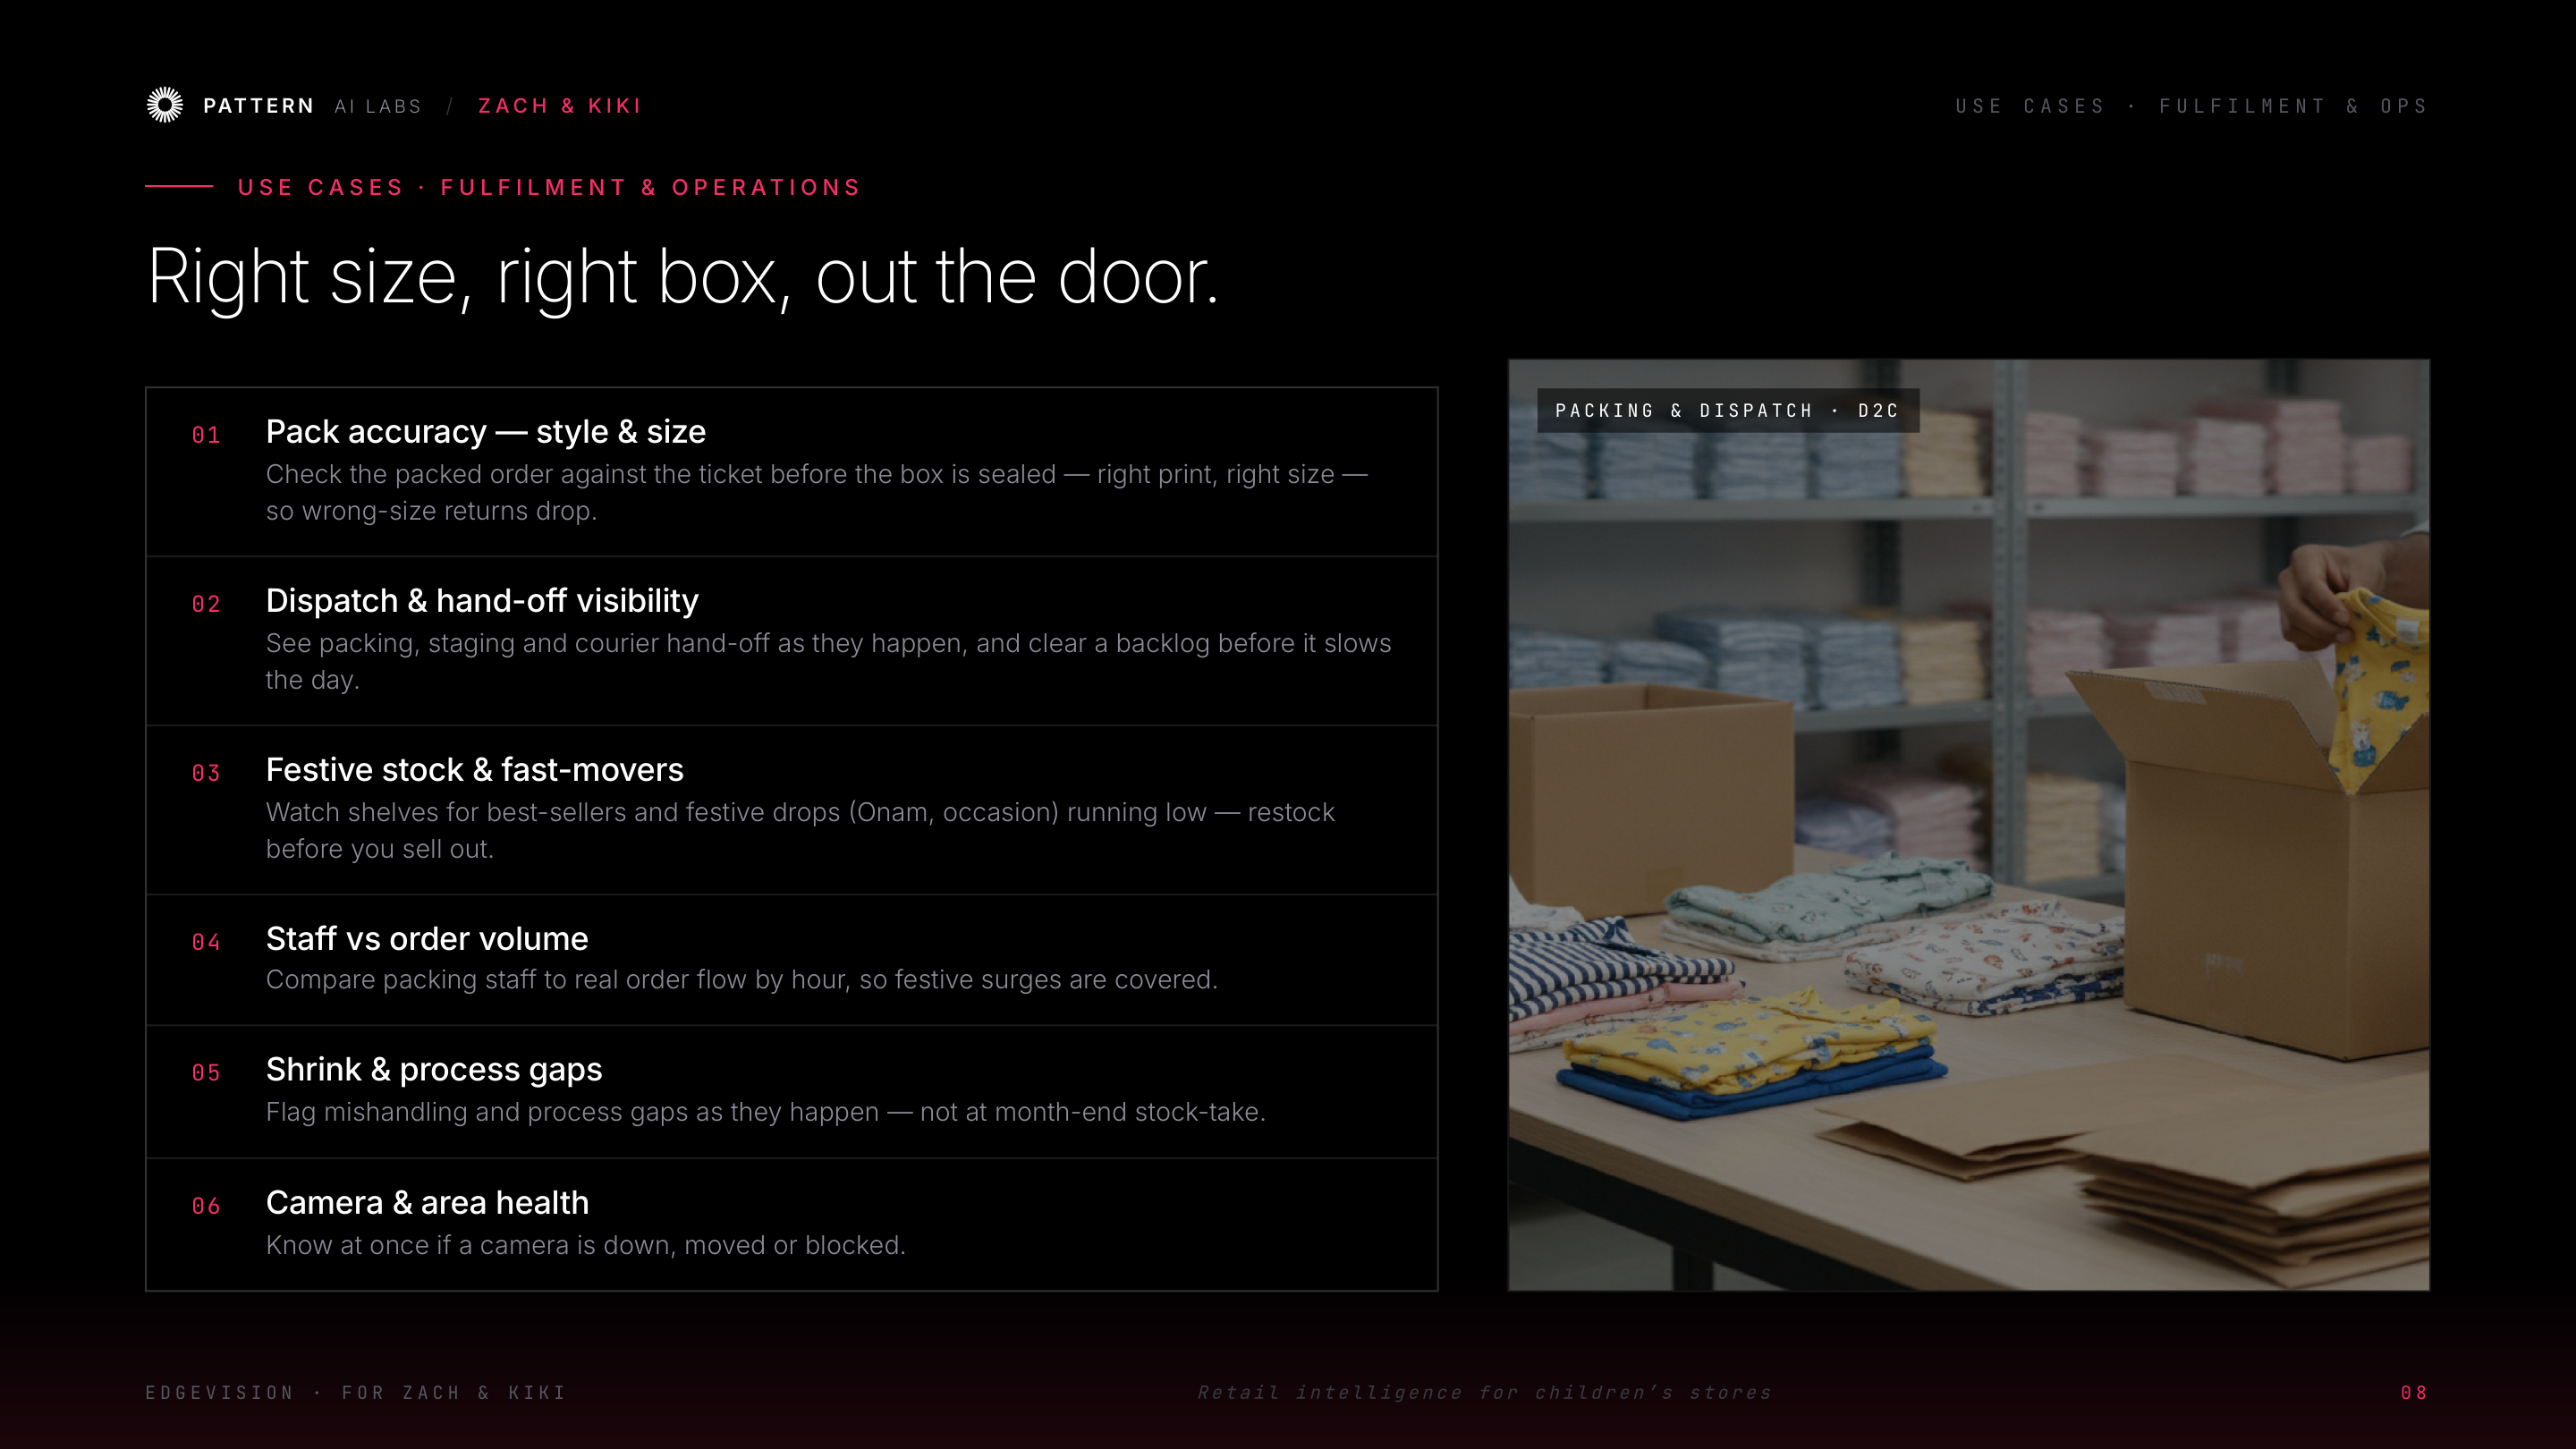 PATTERN AI LABS / ZACH & KIKI
USE CASES · FULFILMENT & OPS
USE CASES · FULFILMENT & OPERATIONS
Right size, right box, out the door.
01 Pack accuracy — style & size
Check the packed order against the ticket before the box is sealed — right print, right size —
so wrong-size returns drop.
02 Dispatch & hand-off visibility
See packing, staging and courier hand-off as they happen, and clear a backlog before it slows
the day.
03 Festive stock & fast-movers
Watch shelves for best-sellers and festive drops (Onam, occasion) running low — restock
before you sell out.
04 Staff vs order volume
Compare packing staff to real order flow by hour, so festive surges are covered.
05 Shrink & process gaps
Flag mishandling and process gaps as they happen — not at month-end stock-take.
06 Camera & area health
Know at once if a camera is down, moved or blocked.
PACKING & DISPATCH · D2C
EDGEVISION · FOR ZACH & KIKI
Retail intelligence for children’s stores
08